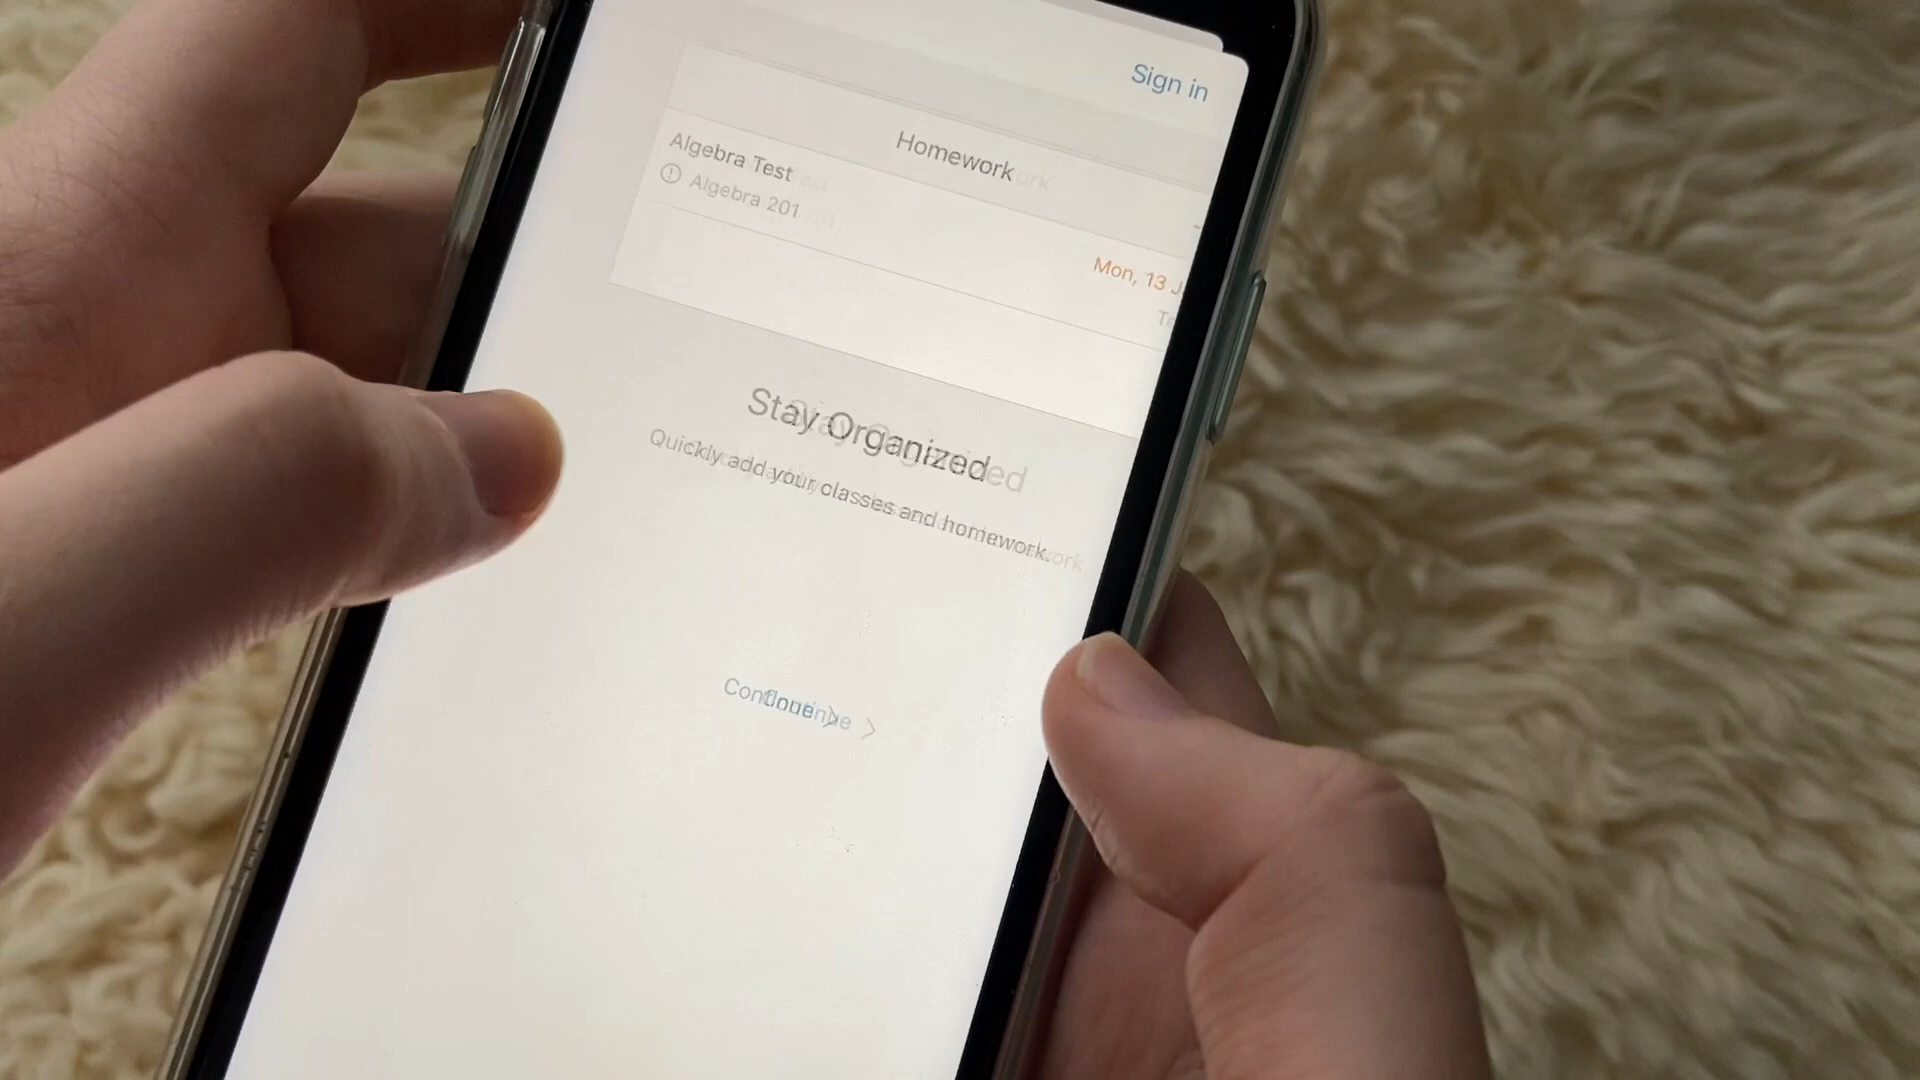 Sign in
Homework
Algebra Test
Algebra 201
Mon, 13 J
Stay Organized
Quickly add your classes and homework.
Continue